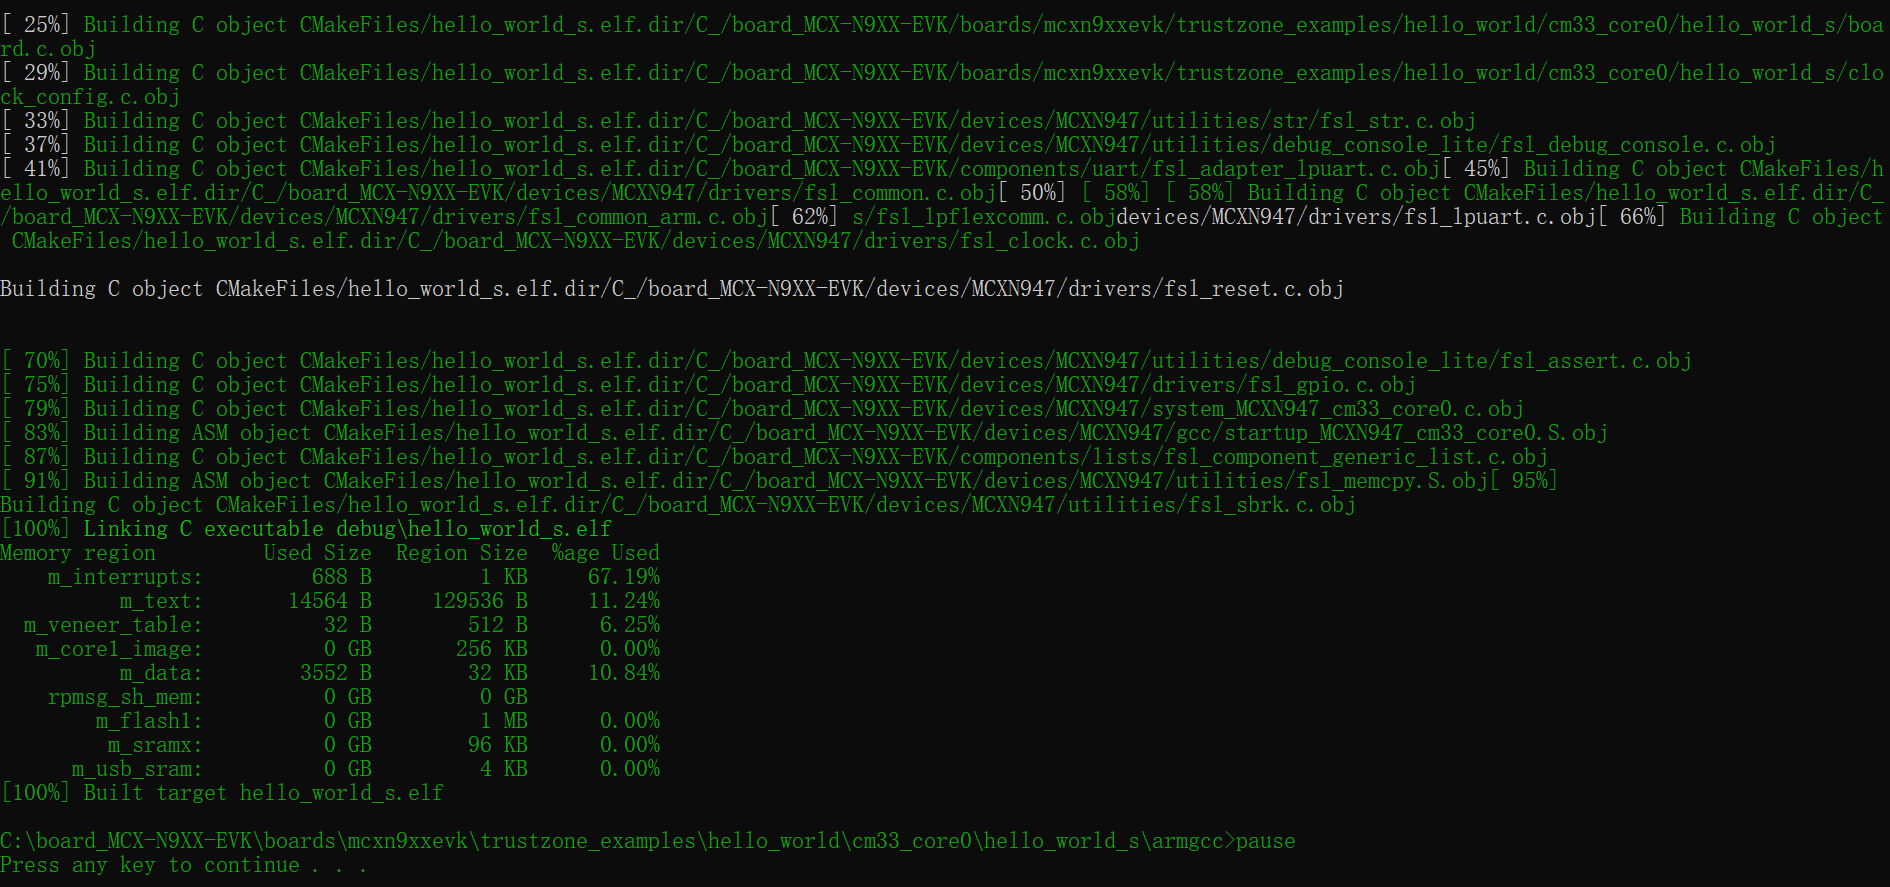 [ 25%] Building C object CMakeFiles/hello_world_s.elf.dir/C_/board_MCX-N9XX-EVK/boards/mcxn9xxevk/trustzone_examples/hello_world/cm33_core0/hello_world_s/boa
rd.c.obj
[ 29%] Building C object CMakeFiles/hello_world_s.elf.dir/C_/board_MCX-N9XX-EVK/boards/mcxn9xxevk/trustzone_examples/hello_world/cm33_core0/hello_world_s/clo
ck_config.c.obj
[ 33%] Building C object CMakeFiles/hello_world_s.elf.dir/C_/board_MCX-N9XX-EVK/devices/MCXN947/utilities/str/fsl_str.c.obj
[ 37%] Building C object CMakeFiles/hello_world_s.elf.dir/C_/board_MCX-N9XX-EVK/devices/MCXN947/utilities/debug_console_lite/fsl_debug_console.c.obj
[ 41%] Building C object CMakeFiles/hello_world_s.elf.dir/C_/board_MCX-N9XX-EVK/components/uart/fsl_adapter_lpuart.c.obj[ 45%] Building C object CMakeFiles/h
ello_world_s.elf.dir/C_/board_MCX-N9XX-EVK/devices/MCXN947/drivers/fsl_common.c.obj[ 50%] [ 58%] [ 58%] Building C object CMakeFiles/hello_world_s.elf.dir/C_
/board_MCX-N9XX-EVK/devices/MCXN947/drivers/fsl_common_arm.c.obj[ 62%] s/fsl_lpflexcomm.c.objdevices/MCXN947/drivers/fsl_lpuart.c.obj[ 66%] Building C object
 CMakeFiles/hello_world_s.elf.dir/C_/board_MCX-N9XX-EVK/devices/MCXN947/drivers/fsl_clock.c.obj
Building C object CMakeFiles/hello_world_s.elf.dir/C_/board_MCX-N9XX-EVK/devices/MCXN947/drivers/fsl_reset.c.obj
[ 70%] Building C object CMakeFiles/hello_world_s.elf.dir/C_/board_MCX-N9XX-EVK/devices/MCXN947/utilities/debug_console_lite/fsl_assert.c.obj
[ 75%] Building C object CMakeFiles/hello_world_s.elf.dir/C_/board_MCX-N9XX-EVK/devices/MCXN947/drivers/fsl_gpio.c.obj
[ 79%] Building C object CMakeFiles/hello_world_s.elf.dir/C_/board_MCX-N9XX-EVK/devices/MCXN947/system_MCXN947_cm33_core0.c.obj
[ 83%] Building ASM object CMakeFiles/hello_world_s.elf.dir/C_/board_MCX-N9XX-EVK/devices/MCXN947/gcc/startup_MCXN947_cm33_core0.S.obj
[ 87%] Building C object CMakeFiles/hello_world_s.elf.dir/C_/board_MCX-N9XX-EVK/components/lists/fsl_component_generic_list.c.obj
[ 91%] Building ASM object CMakeFiles/hello_world_s.elf.dir/C_/board_MCX-N9XX-EVK/devices/MCXN947/utilities/fsl_memcpy.S.obj[ 95%]
Building C object CMakeFiles/hello_world_s.elf.dir/C_/board_MCX-N9XX-EVK/devices/MCXN947/utilities/fsl_sbrk.c.obj
[100%] Linking C executable debug\hello_world_s.elf
Memory region         Used Size  Region Size  %age Used
    m_interrupts:         688 B         1 KB     67.19%
          m_text:       14564 B     129536 B     11.24%
  m_veneer_table:          32 B        512 B      6.25%
   m_core1_image:          0 GB       256 KB      0.00%
          m_data:        3552 B        32 KB     10.84%
    rpmsg_sh_mem:          0 GB         0 GB
        m_flash1:          0 GB         1 MB      0.00%
         m_sramx:          0 GB        96 KB      0.00%
      m_usb_sram:          0 GB         4 KB      0.00%
[100%] Built target hello_world_s.elf
C:\board_MCX-N9XX-EVK\boards\mcxn9xxevk\trustzone_examples\hello_world\cm33_core0\hello_world_s\armgcc>pause
Press any key to continue . . .